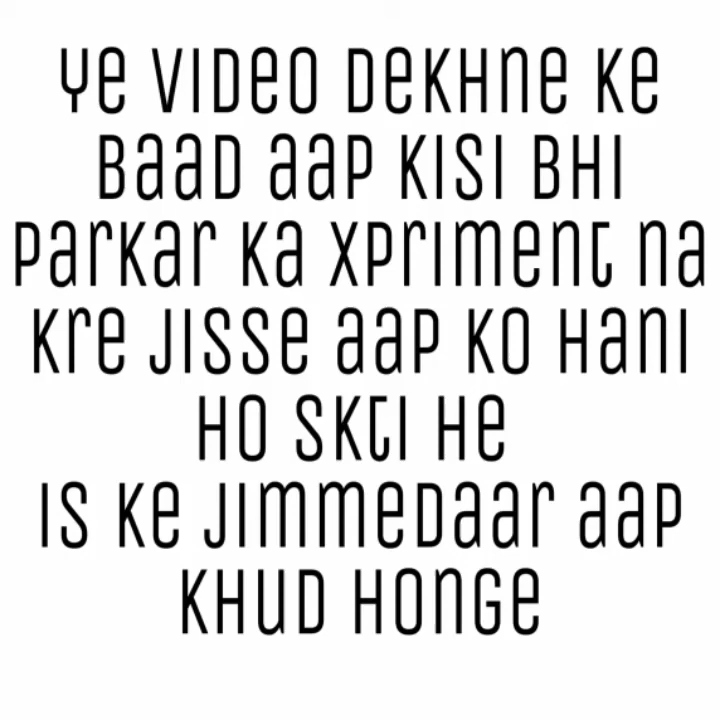 Ye Video Dekhne ke
Baad aap kisi Bhi
Parkar ka xpriment na
kre Jisse aap ko Hani
Ho skti He
is ke Jimmedaar aap
khud Honge